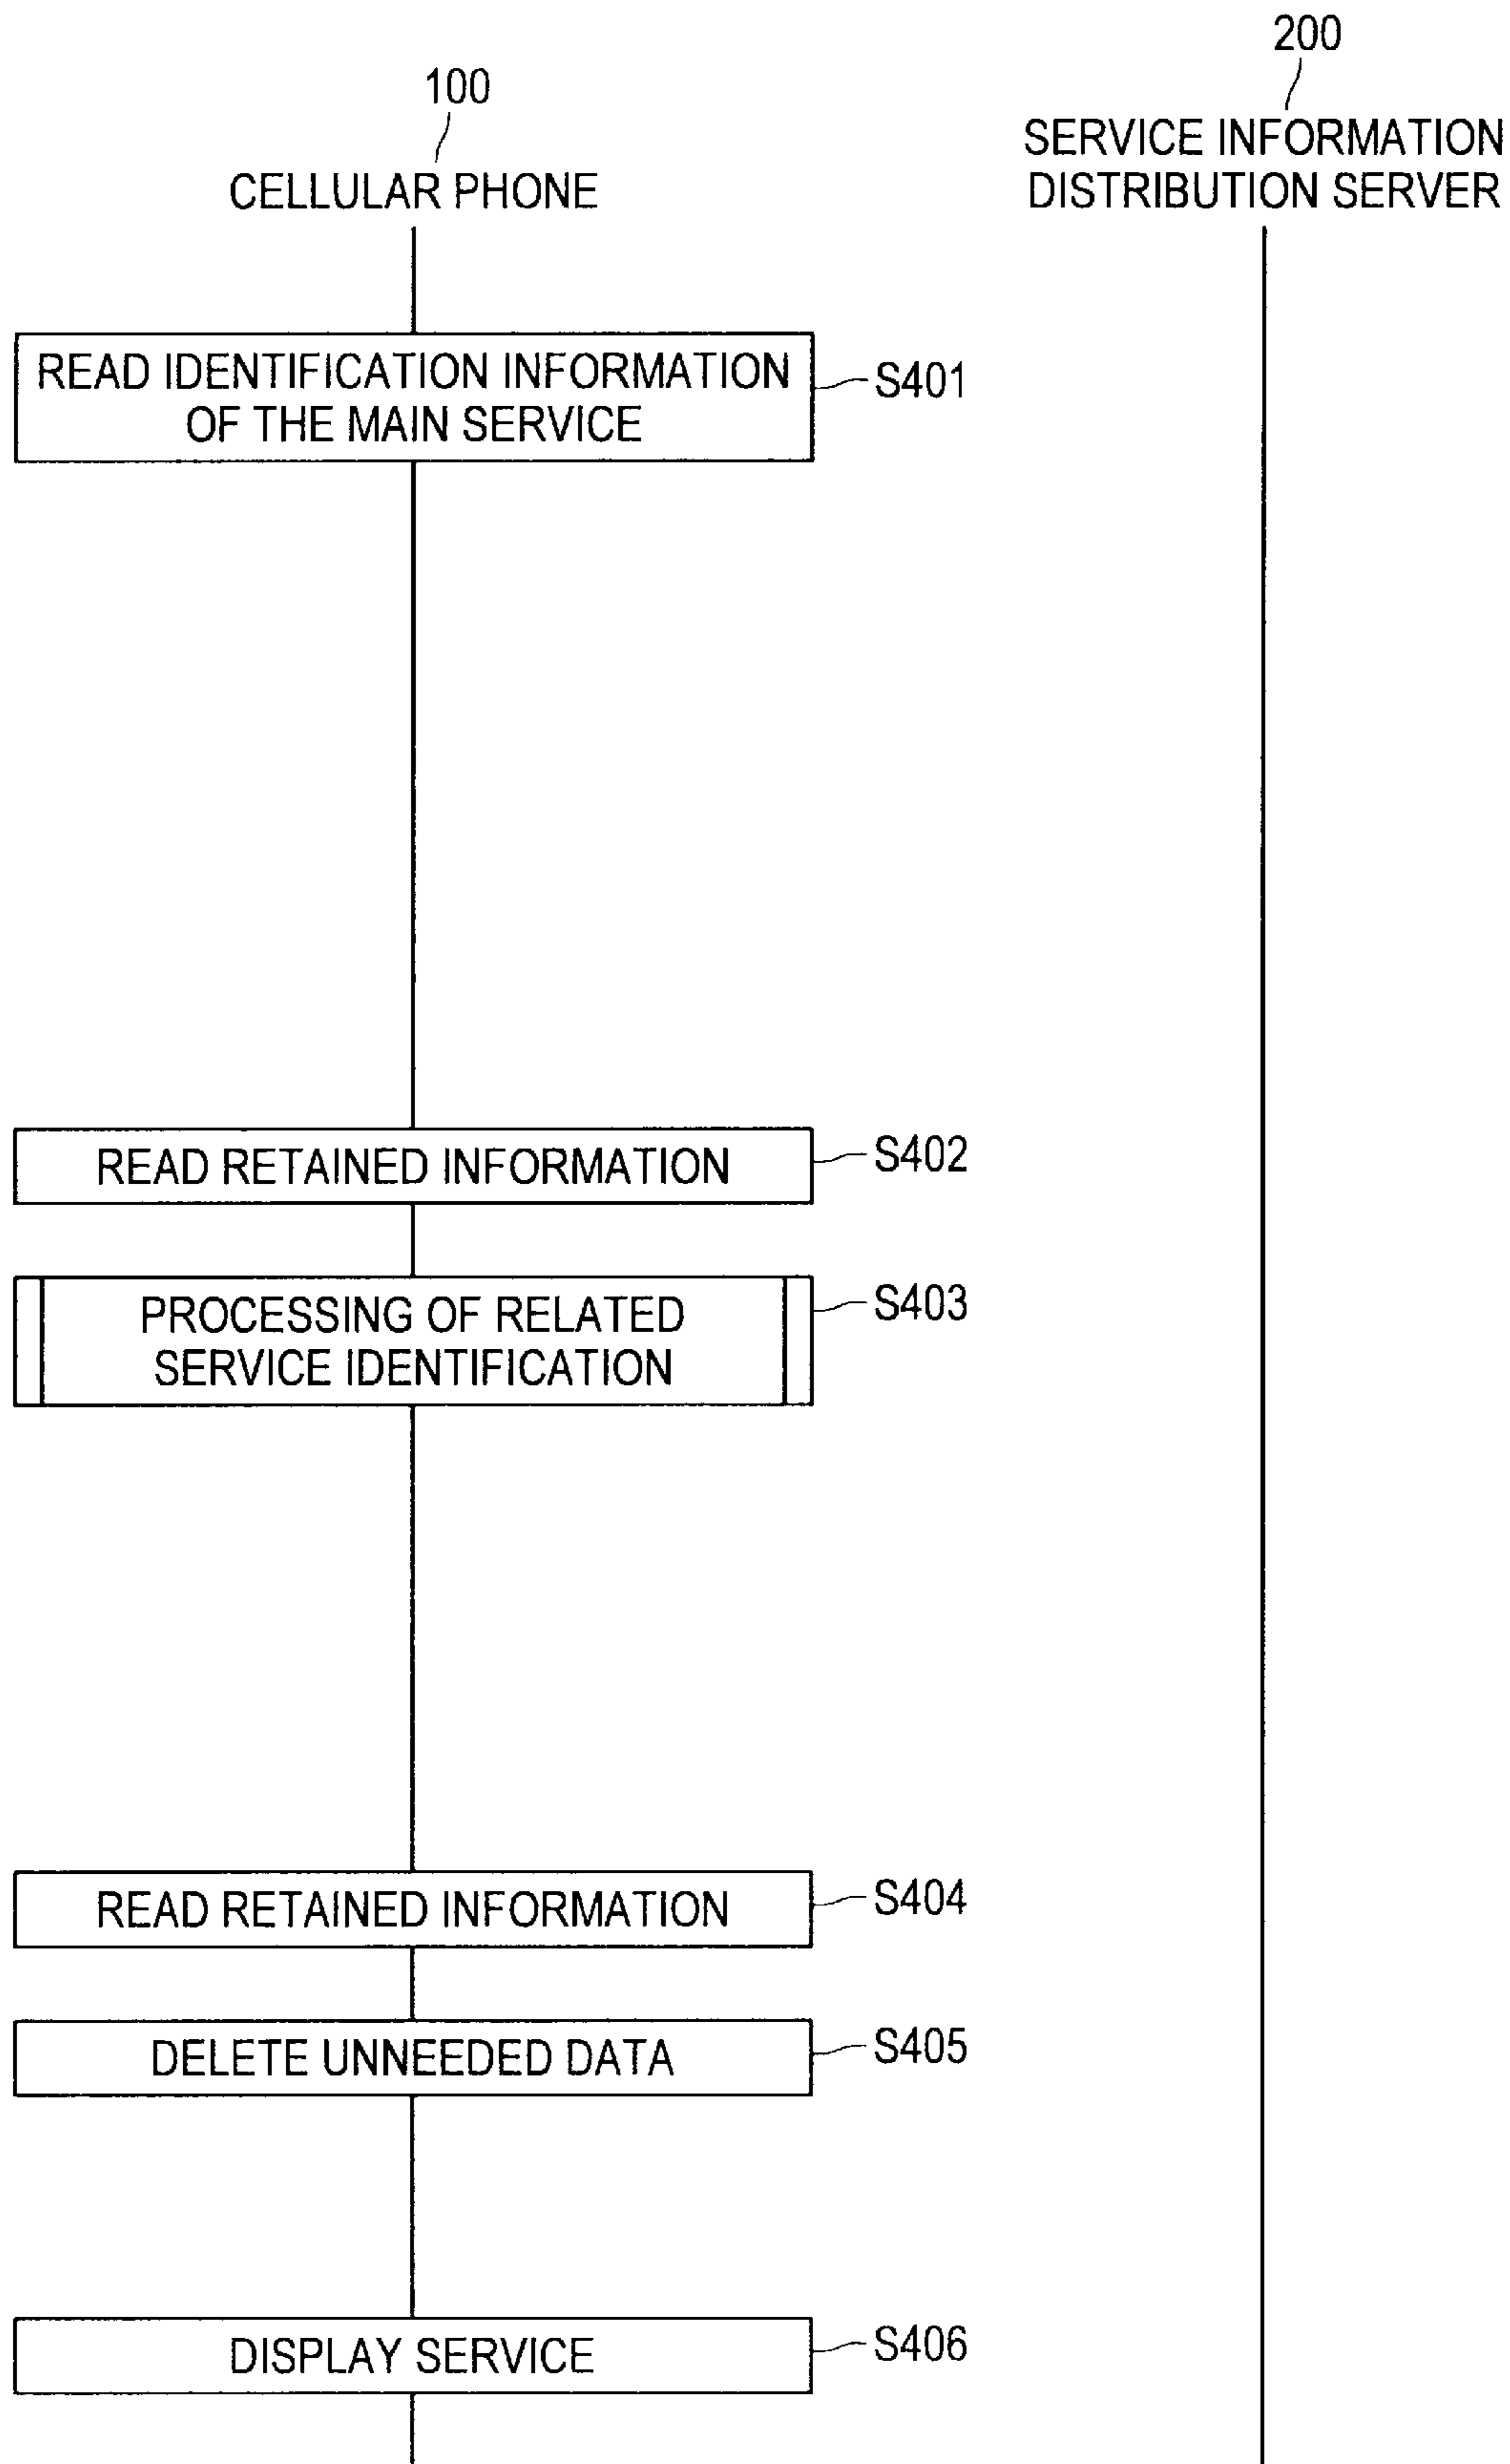 200
100
SERVICE INFORMATION
DISTRIBUTION SERVER
CELLULAR PHONE
READ IDENTIFICATION INFORMATION
OF THE MAIN SERVICE
S401
READ RETAINED INFORMATION
S402
PROCESSING OF RELATED
SERVICE IDENTIFICATION
S403
READ RETAINED INFORMATION
S404
DELETE UNNEEDED DATA
S405
DISPLAY SERVICE
S406